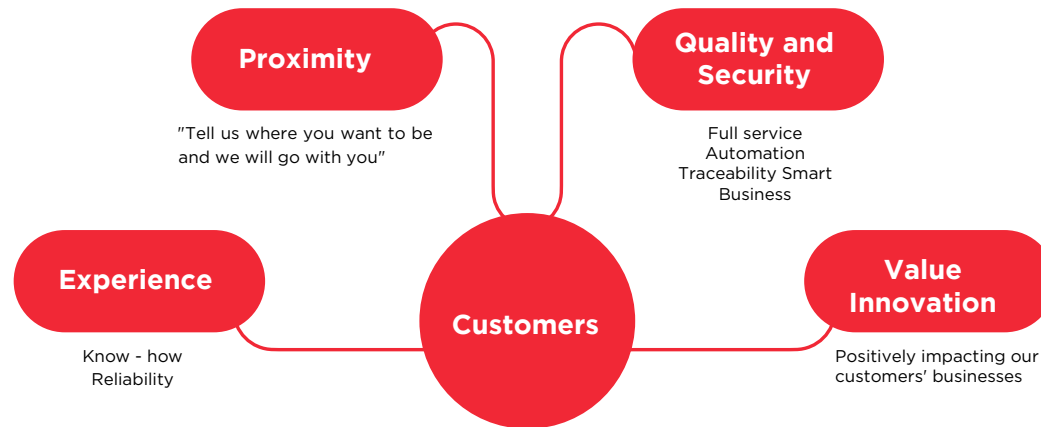 Proximity
"Tell us where you want to be
and we will go with you"
Quality and
Security
Full service
Automation
Traceability Smart
Business
Experience
Know - how
Reliability
Customers
Value
Innovation
Positively impacting our
customers' businesses